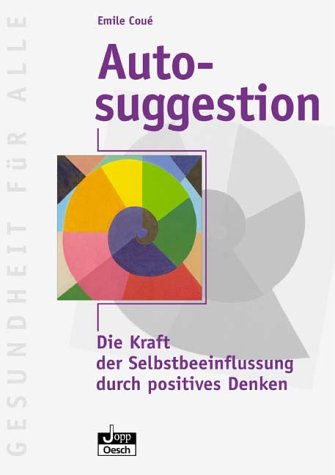 Emile Coué
Auto-
suggestion
GESUNDHEIT FÜR ALLE
Die Kraft
der Selbstbeeinflussung
durch positives Denken
Jopp
Oesch